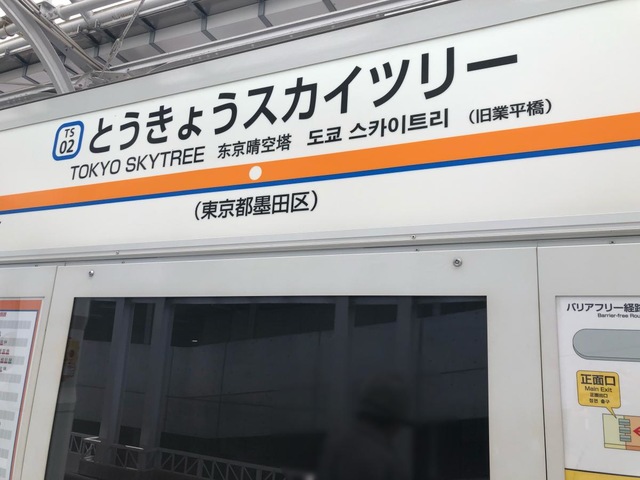 TS
02
とうきょうスカイツリー
TOKYO SKYTREE 东京晴空塔 도쿄 스카이트리 (旧業平橋)
(東京都墨田区)
バリアフリー経路
Barrier-free Rou
正面口
Main Exit